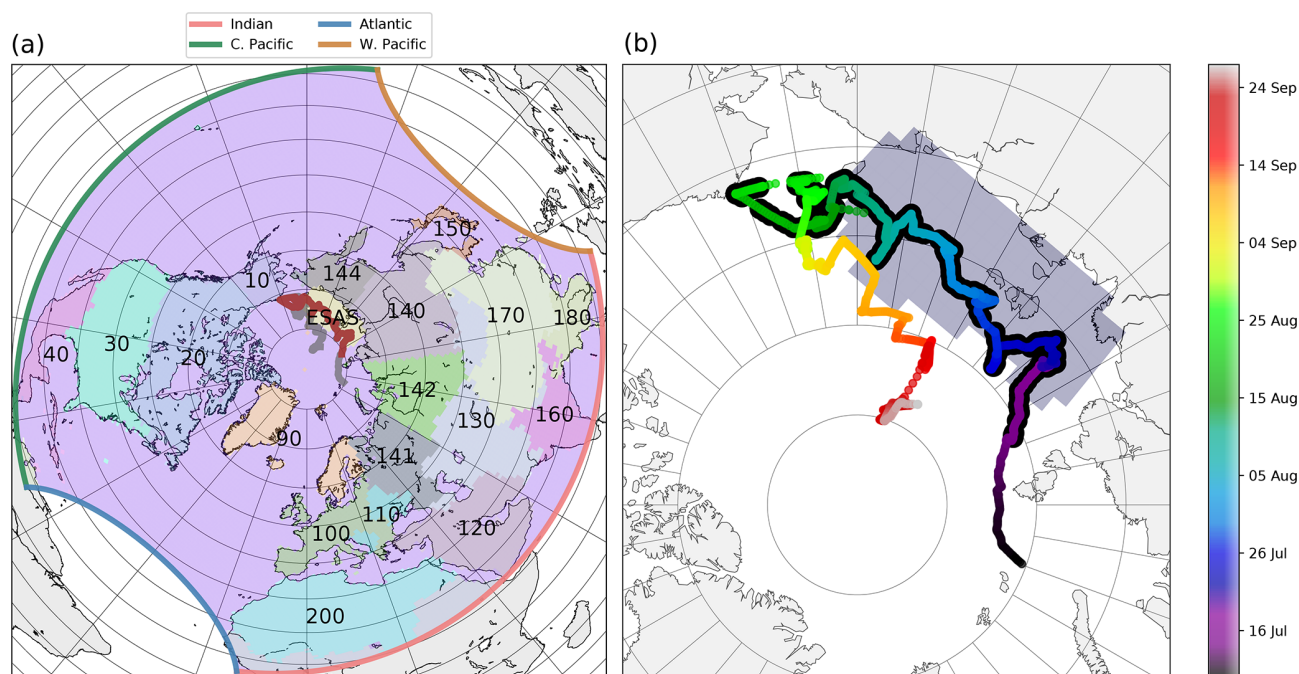 Indian Atlantic
C. Pacific W. Pacific
(a)
(b)
24 Sep
14 Sep
04 Sep
25 Aug
15 Aug
05 Aug
26 Jul
16 Jul
150
10
144
ESAS
140
170
180
40
30
20
142
160
130
90
141
110
100
120
200